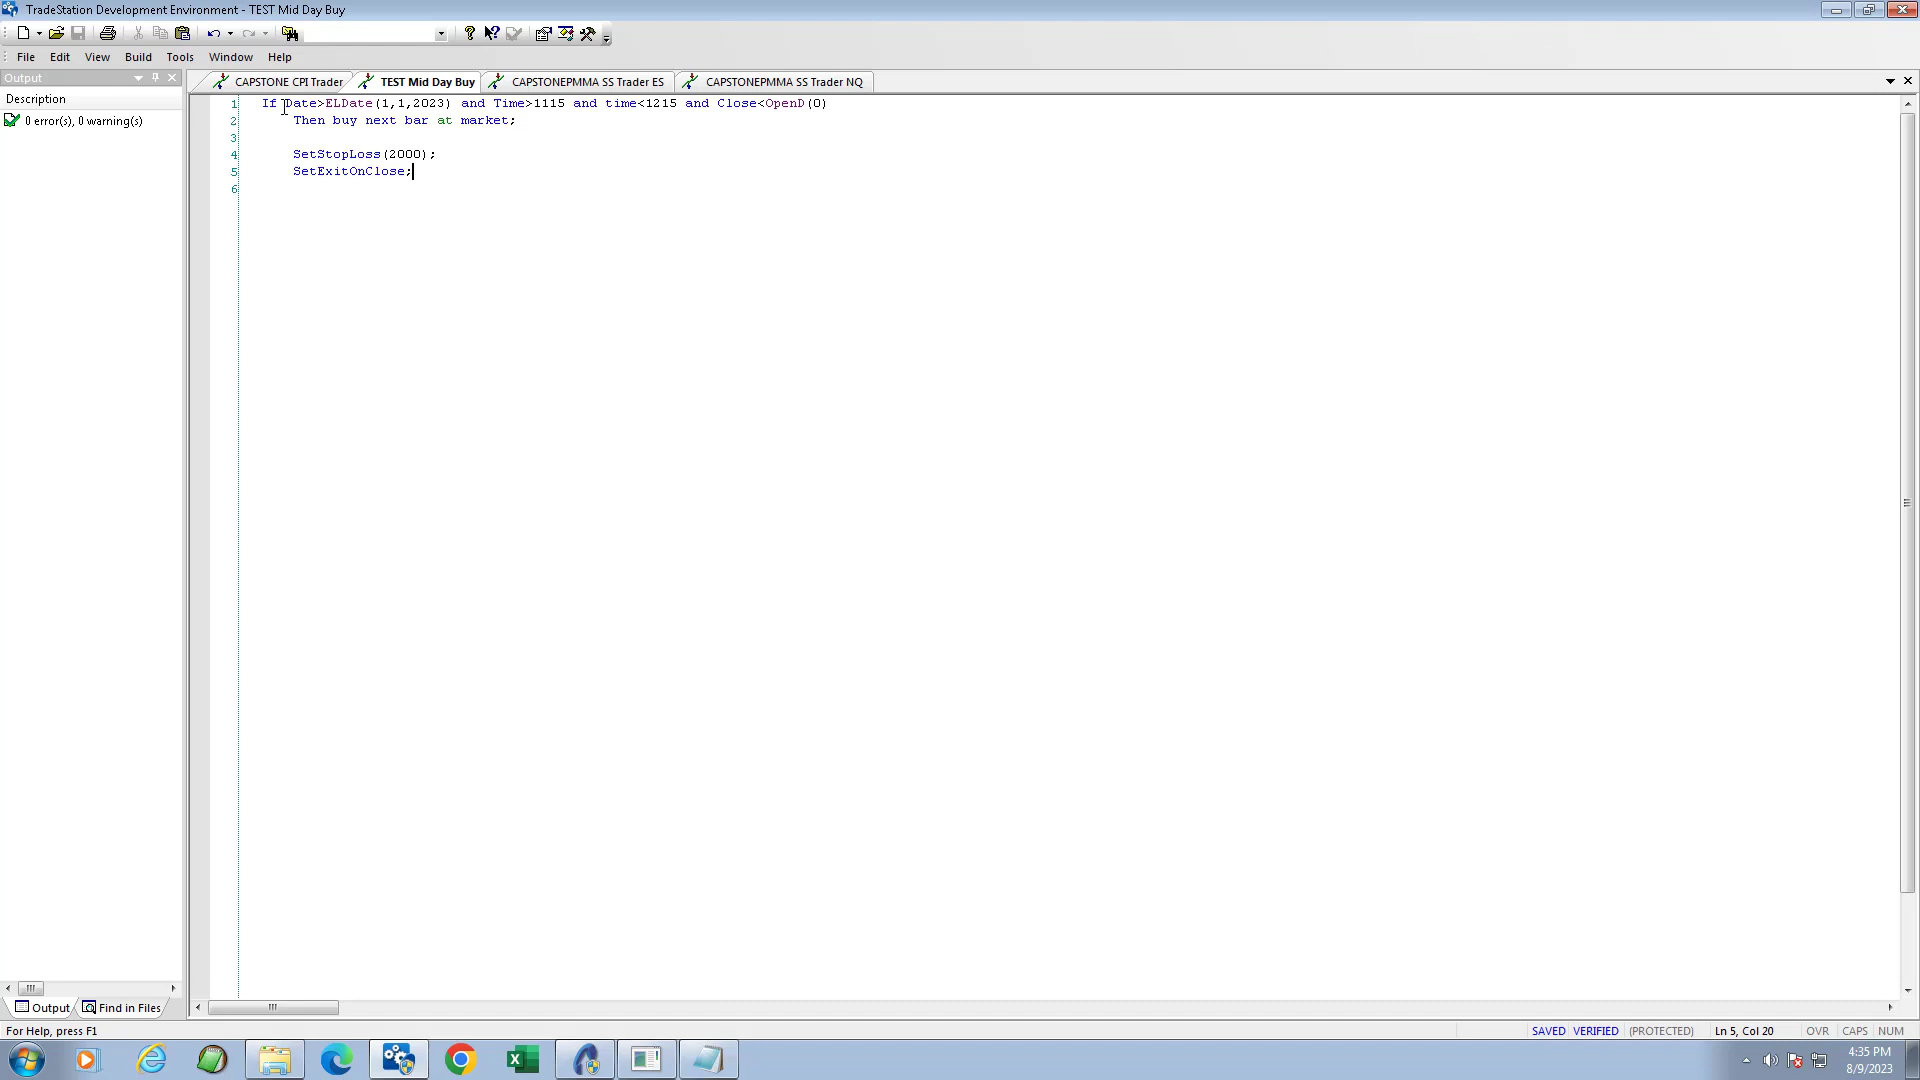 TradeStation Development Environment - TEST Mid Day Buy
File Edit View Build Tools Window Help
Output
CAPSTONE CPI Trader TEST Mid Day Buy CAPSTONEPMMA SS Trader ES CAPSTONEPMMA SS Trader NQ
Description
0 error(s), 0 warning(s)
1 If Date>ELDate(1,1,2023) and Time>1115 and time<1215 and Close<OpenD(0)
2 Then buy next bar at market;
3
4 SetStopLoss(2000);
5 SetExitOnClose;
6
Output Find in Files
For Help, press F1
SAVED VERIFIED (PROTECTED) Ln 5, Col 20 OVR CAPS NUM
4:35 PM
8/9/2023